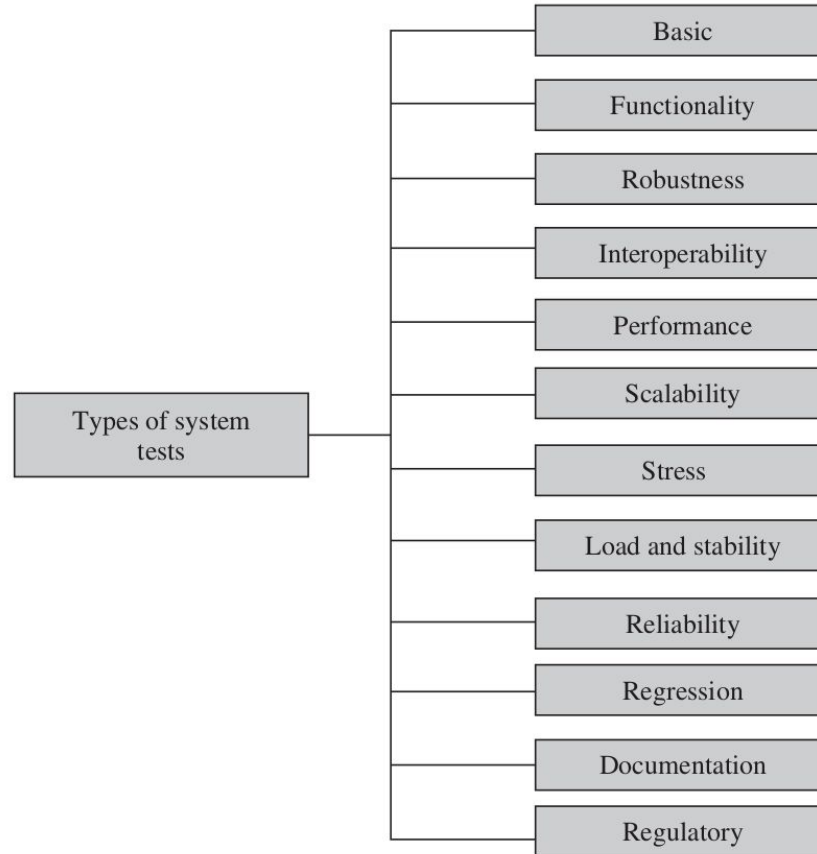 Basic
Functionality
Robustness
Interoperability
Performance
Scalability
Types of system
tests
Stress
Load and stability
Reliability
Regression
Documentation
Regulatory